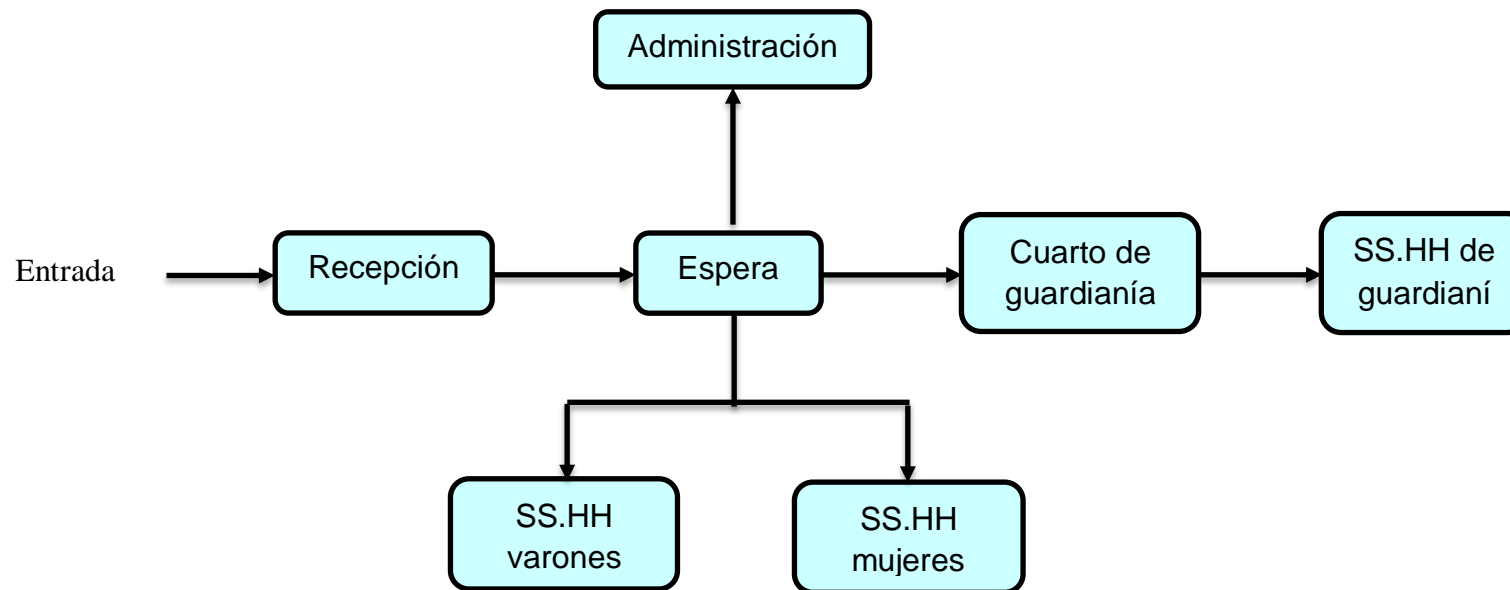 Administración
Entrada
Recepción
Espera
Cuarto de
guardianía
SS.HH de
guardianí
SS.HH
varones
SS.HH
mujeres